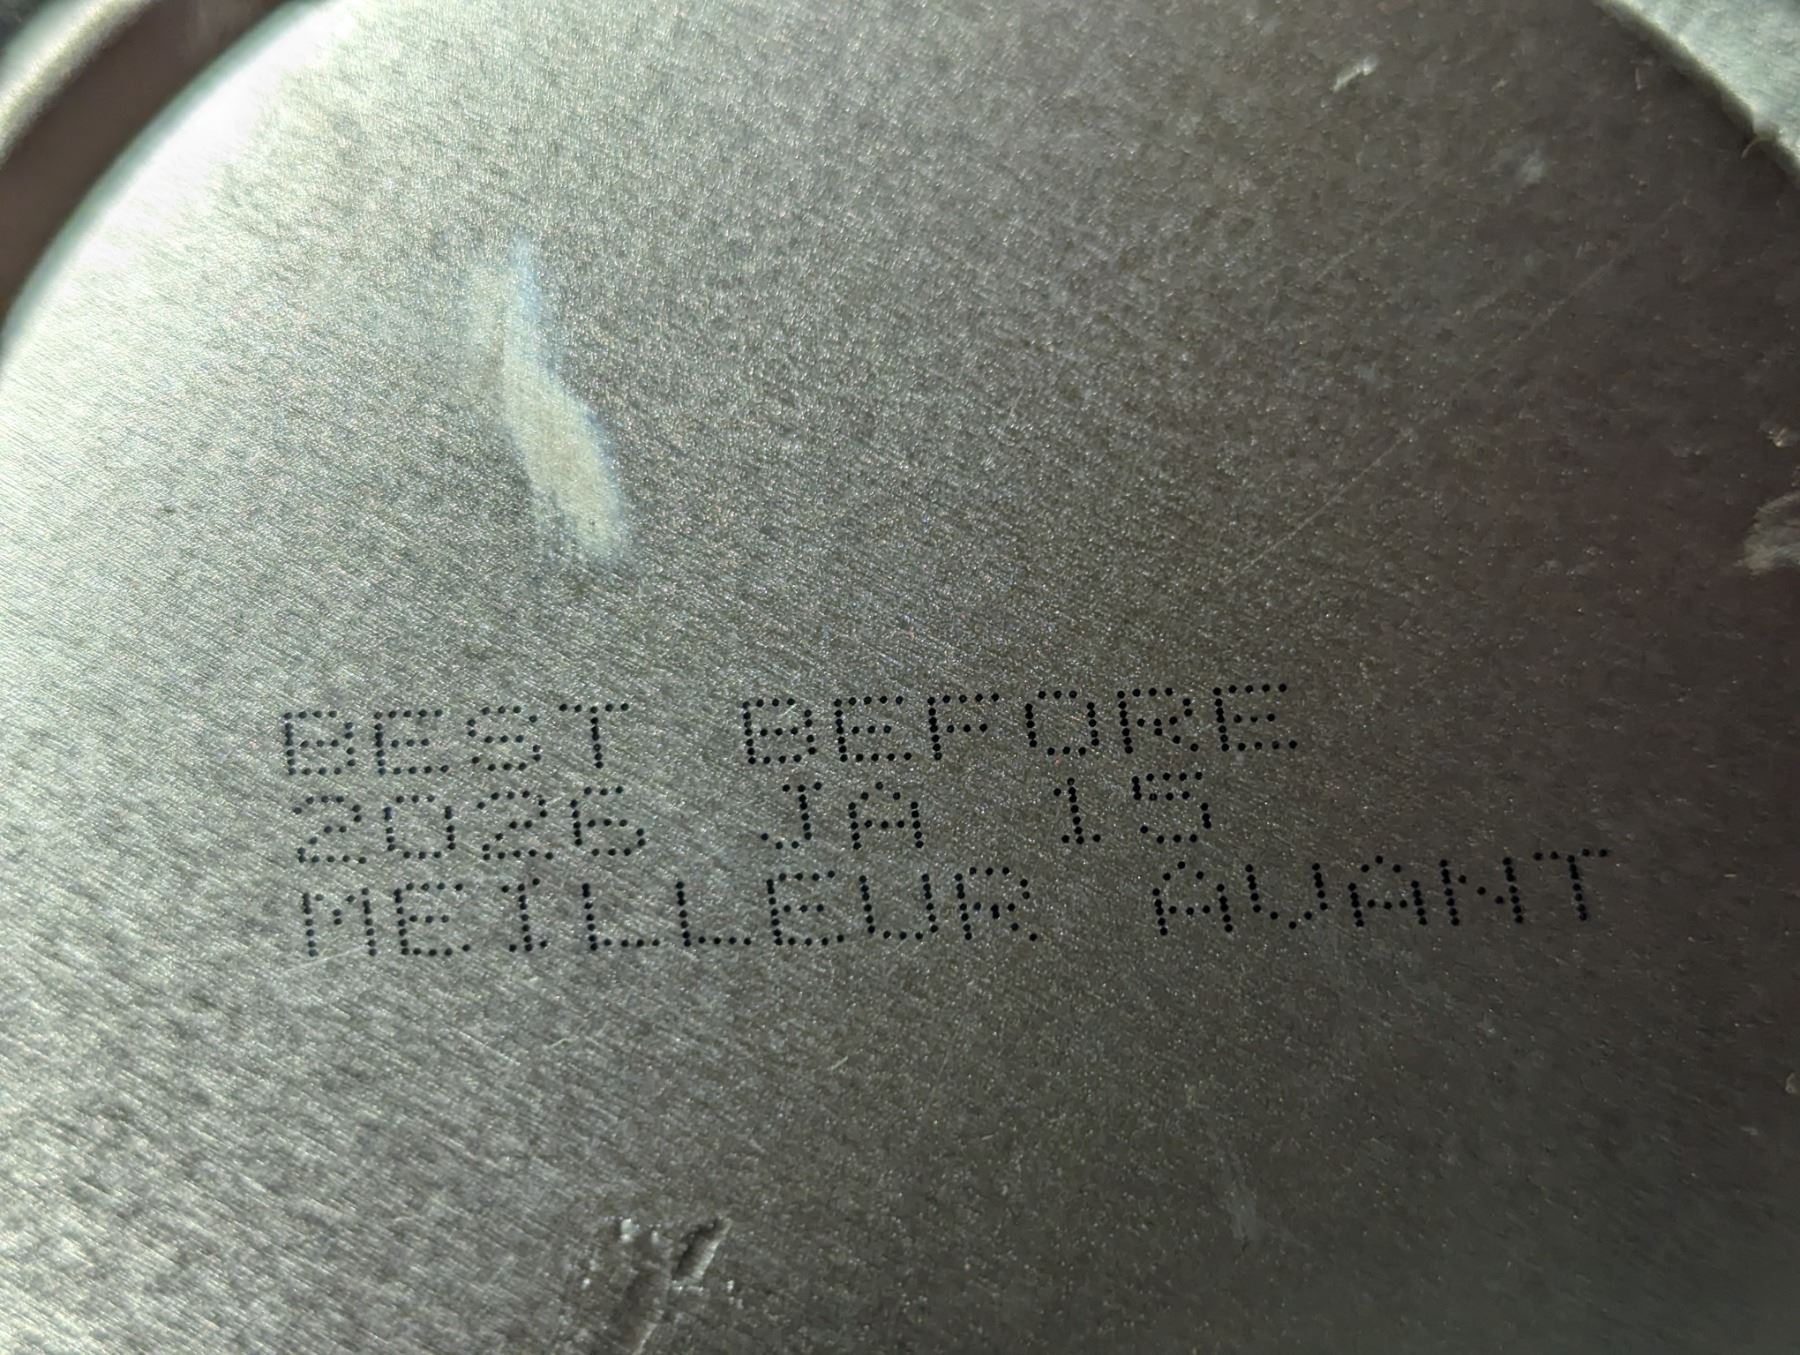 BEST BEFORE
2026 JA 15
MEILLEUR AVANT